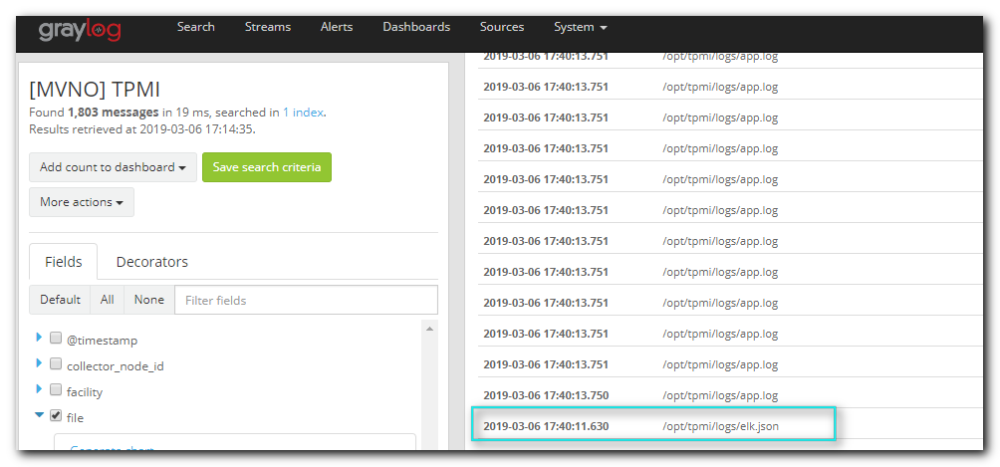 graylog
Search Streams Alerts Dashboards Sources System
[MVNO] TPMI
Found 1,803 messages in 19 ms, searched in 1 index.
Results retrieved at 2019-03-06 17:14:35.
Add count to dashboard
Save search criteria
More actions
Fields Decorators
Default All None Filter fields
@timestamp
collector_node_id
facility
file
Generate chart
2019-03-06 17:40:13.751 /opt/tpmi/logs/app.log
2019-03-06 17:40:13.751 /opt/tpmi/logs/app.log
2019-03-06 17:40:13.751 /opt/tpmi/logs/app.log
2019-03-06 17:40:13.751 /opt/tpmi/logs/app.log
2019-03-06 17:40:13.751 /opt/tpmi/logs/app.log
2019-03-06 17:40:13.751 /opt/tpmi/logs/app.log
2019-03-06 17:40:13.751 /opt/tpmi/logs/app.log
2019-03-06 17:40:13.751 /opt/tpmi/logs/app.log
2019-03-06 17:40:13.751 /opt/tpmi/logs/app.log
2019-03-06 17:40:13.751 /opt/tpmi/logs/app.log
2019-03-06 17:40:13.751 /opt/tpmi/logs/app.log
2019-03-06 17:40:13.750 /opt/tpmi/logs/app.log
2019-03-06 17:40:11.630 /opt/tpmi/logs/elk.json